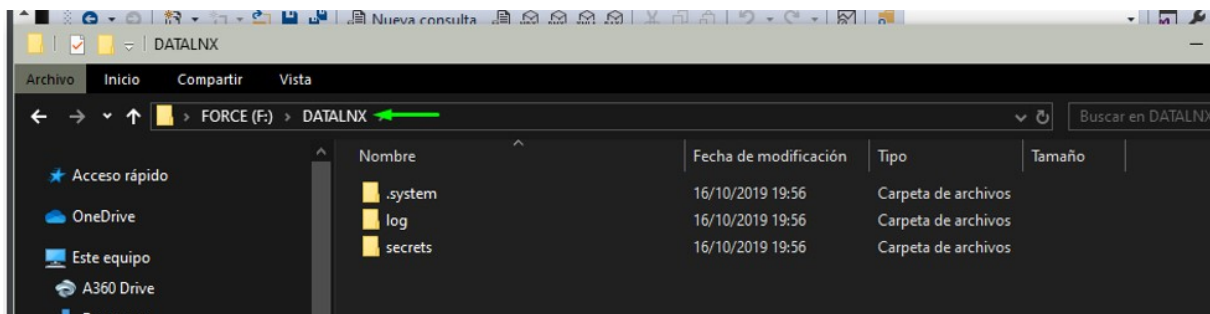 Nueva consulta
DATALNX
Archivo Inicio Compartir Vista
FORCE (F:) > DATALNX
Buscar en DATALNX
Nombre Fecha de modificación Tipo Tamaño
Acceso rápido
.system 16/10/2019 19:56 Carpeta de archivos
OneDrive
log 16/10/2019 19:56 Carpeta de archivos
secrets 16/10/2019 19:56 Carpeta de archivos
Este equipo
A360 Drive